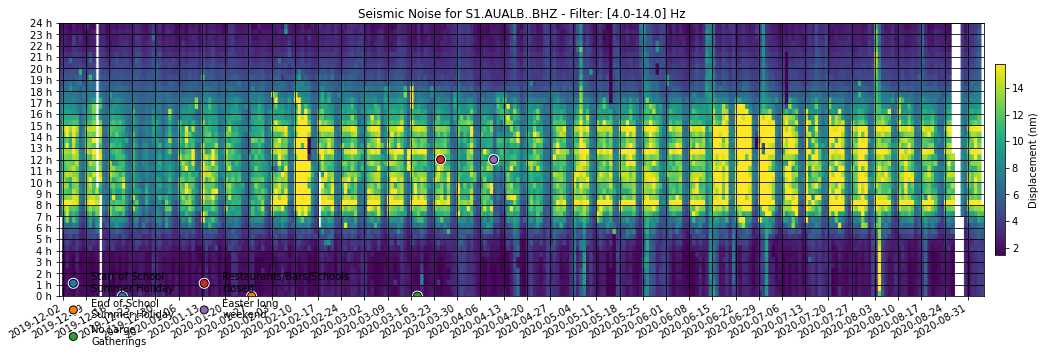 Seismic Noise for S1.AUALB..BHZ - Filter: [4.0-14.0] Hz
24 h
23 h
22 h
21 h
20 h
19 h
18 h
17 h
16 h
15 h
14 h
13 h
12 h
11 h
10 h
9 h
8 h
7 h
6 h
5 h
4 h
3 h
2 h
1 h
0 h
14
12
10
8
6
4
2
Displacement (nm)
Start of School
Summer Holiday
End of School
Summer Holiday
No Large
Gatherings
Restaurants/Bars/Schools
closed
Easter long
weekend
2019-12-02
2019-12-09
2020-01-13
2020-01-20
2020-02-10
2020-02-17
2020-02-24
2020-03-02
2020-03-09
2020-03-16
2020-03-23
2020-03-30
2020-04-06
2020-04-13
2020-04-20
2020-04-27
2020-05-04
2020-05-11
2020-05-18
2020-05-25
2020-06-01
2020-06-08
2020-06-15
2020-06-22
2020-06-29
2020-07-06
2020-07-13
2020-07-20
2020-07-27
2020-08-03
2020-08-10
2020-08-17
2020-08-24
2020-08-31